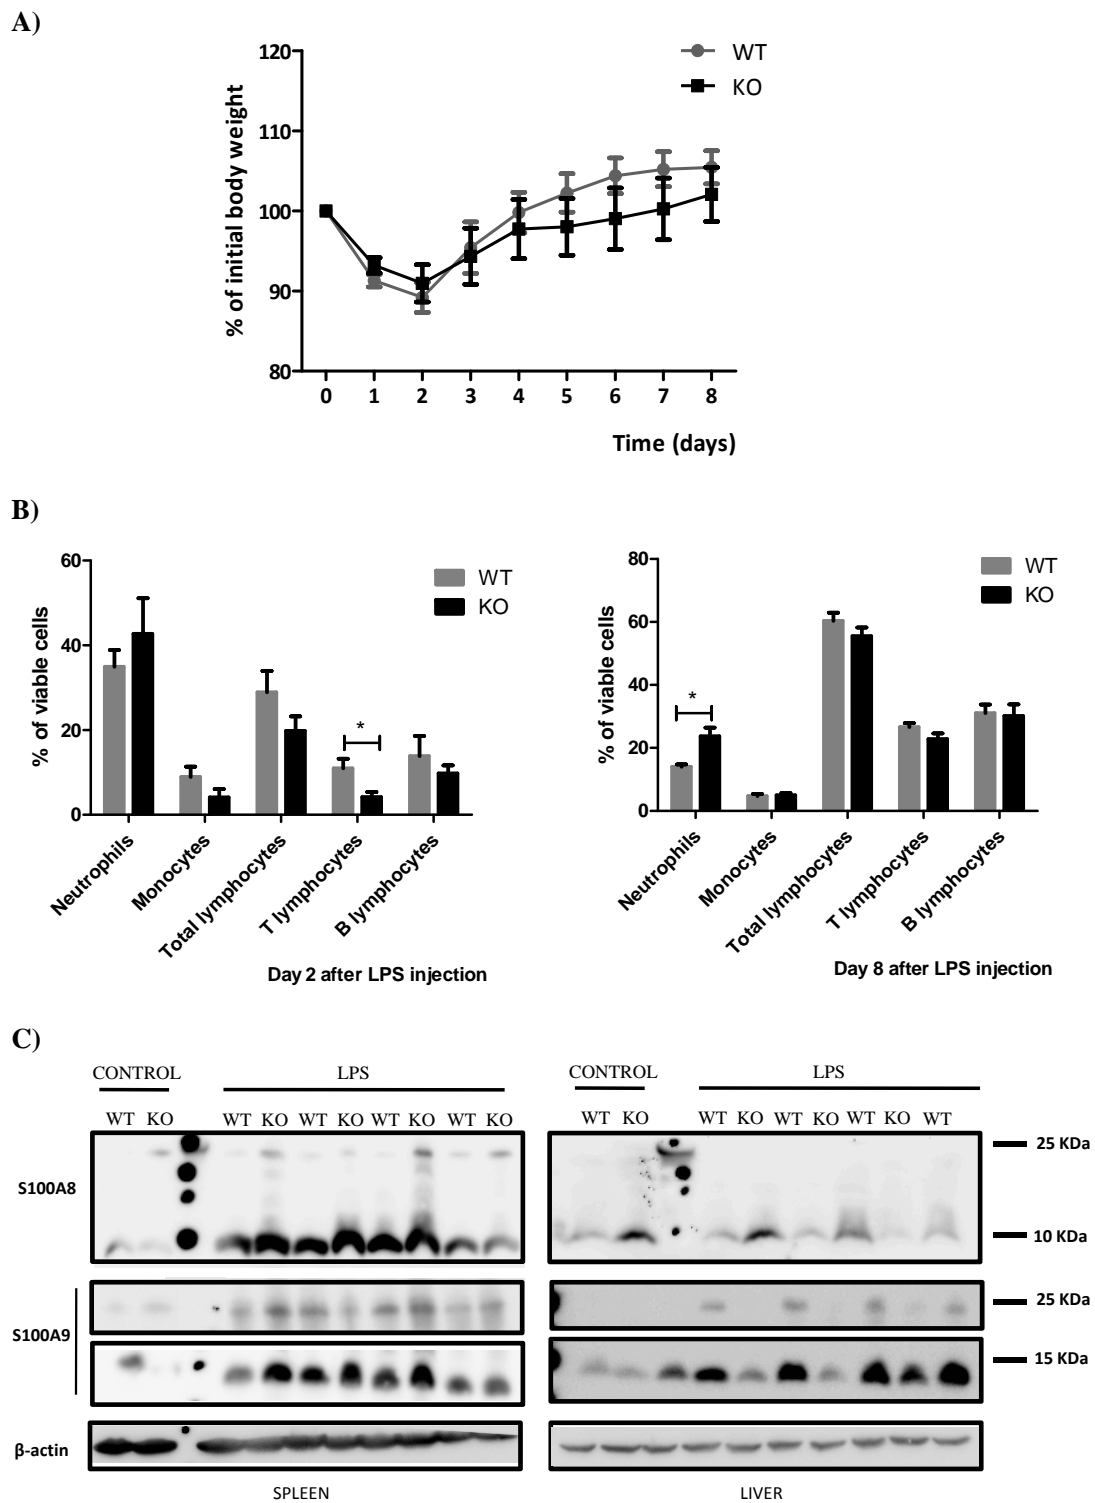 A)
120
110
100
90
80
% of initial body weight
WT
KO
0 1 2 3 4 5 6 7 8
Time (days)
B)
60
40
20
0
% of viable cells
WT
KO
*
Neutrophils
Monocytes
Total lymphocytes
T lymphocytes
B lymphocytes
Day 2 after LPS injection
80
60
40
20
0
% of viable cells
WT
KO
*
Neutrophils
Monocytes
Total lymphocytes
T lymphocytes
B lymphocytes
Day 8 after LPS injection
C)
CONTROL LPS
WT KO WT KO WT KO WT KO WT KO
CONTROL LPS
WT KO WT KO WT KO WT KO WT
S100A8
25 KDa
10 KDa
S100A9
25 KDa
15 KDa
β-actin
SPLEEN
LIVER